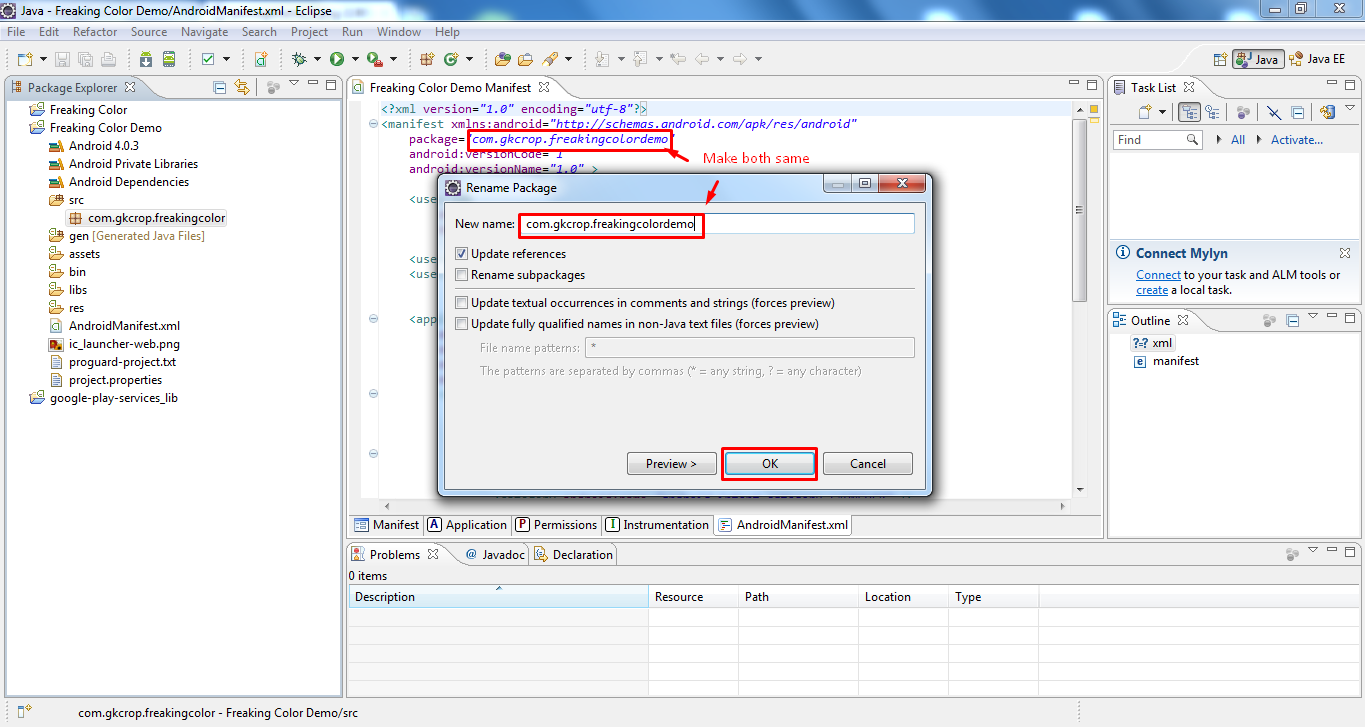 Java - Freaking Color Demo/AndroidManifest.xml - Eclipse
File Edit Refactor Source Navigate Search Project Run Window Help
Java
Java EE
Package Explorer
Freaking Color
Freaking Color Demo
Android 4.0.3
Android Private Libraries
Android Dependencies
src
com.gkcrop.freakingcolor
gen [Generated Java Files]
assets
bin
libs
res
AndroidManifest.xml
ic_launcher-web.png
proguard-project.txt
project.properties
google-play-services_lib
Freaking Color Demo Manifest
<?xml version="1.0" encoding="utf-8"?>
<manifest xmlns:android="http://schemas.android.com/apk/res/android"
package="com.gkcrop.freakingcolordemo"
android:versionCode="1"
android:versionName="1.0" >
<use
<use
<use
<app
Make both same
Rename Package
New name: com.gkcrop.freakingcolordemo
Update references
Rename subpackages
Update textual occurrences in comments and strings (forces preview)
Update fully qualified names in non-Java text files (forces preview)
File name patterns: *
The patterns are separated by commas (* = any string, ? = any character)
Preview >
OK
Cancel
Manifest
A Application
P Permissions
I Instrumentation
AndroidManifest.xml
Task List
Find
All
Activate...
Connect Mylyn
Connect to your task and ALM tools or
create a local task.
Outline
?=? xml
e manifest
Problems
@ Javadoc
Declaration
0 items
Description Resource Path Location Type
com.gkcrop.freakingcolor - Freaking Color Demo/src